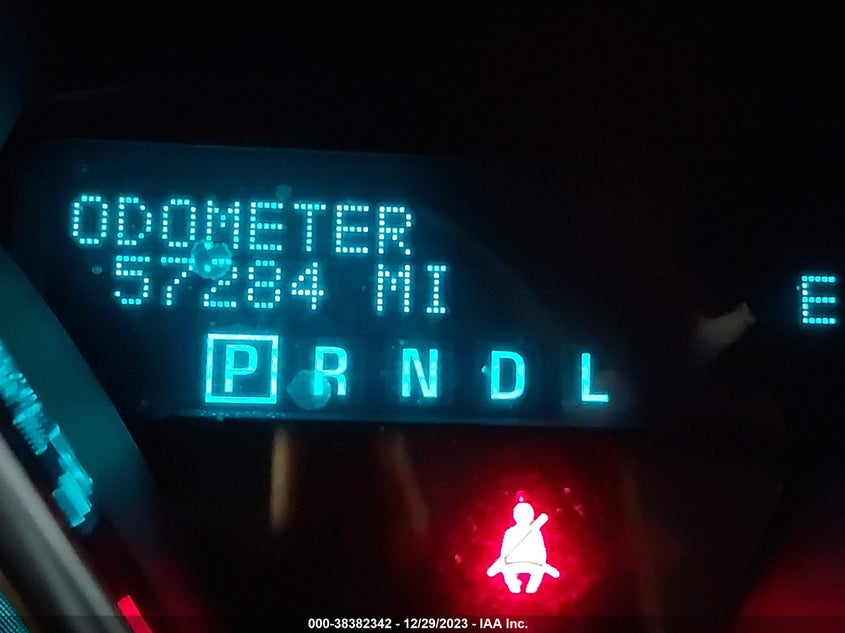 ODOMETER
57284 MI
E
P R N D L
000-38382342 - 12/29/2023 - IAA Inc.